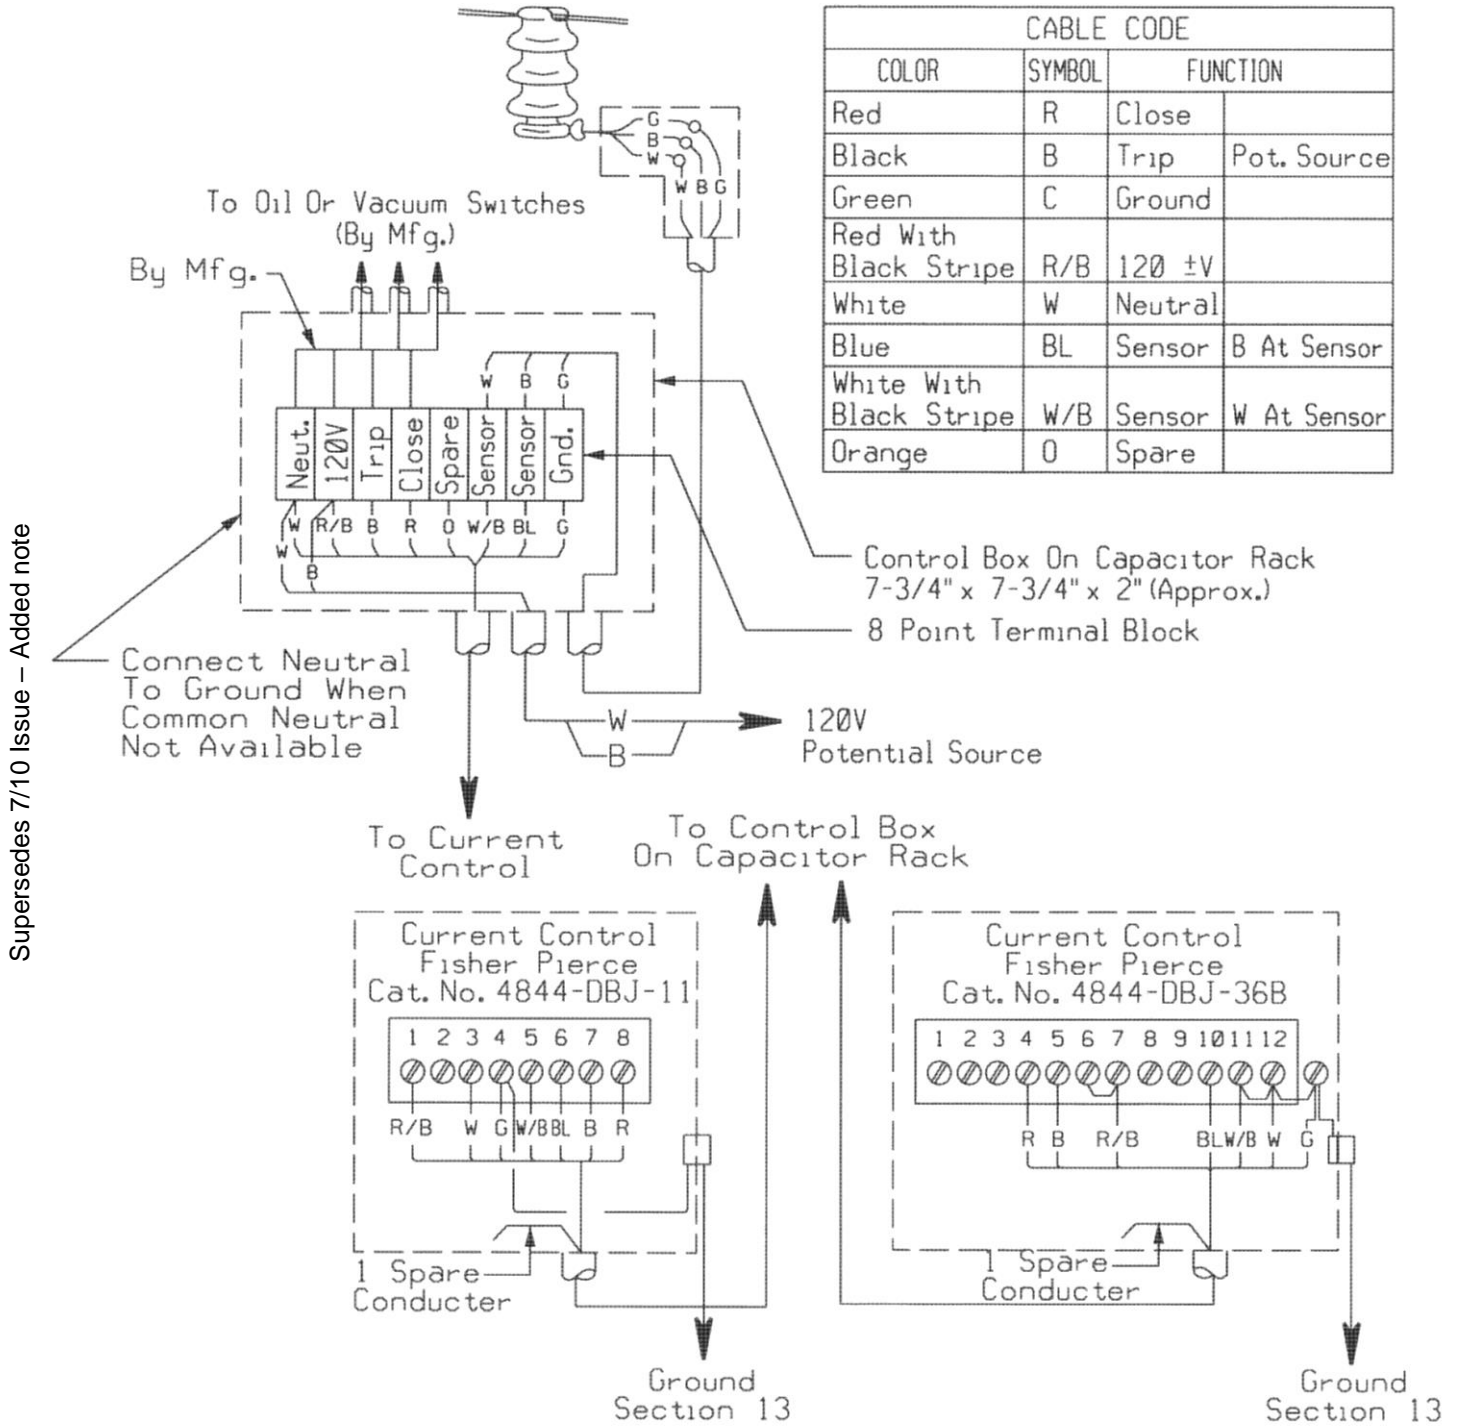 Supersedes 7/10 Issue – Added note
CABLE CODE
COLOR SYMBOL FUNCTION
Red R Close
Black B Trip Pot. Source
Green C Ground
Red With
Black Stripe R/B 120 ±V
White W Neutral
Blue BL Sensor B At Sensor
White With
Black Stripe W/B Sensor W At Sensor
Orange O Spare
G
B
W
W B G
To Oil Or Vacuum Switches
(By Mfg.)
By Mfg.
W B G
Neut. 120V Trip Close Spare Sensor Sensor Gnd.
W R/B B R O W/B BL G
W
B
Control Box On Capacitor Rack
7-3/4" x 7-3/4" x 2" (Approx.)
8 Point Terminal Block
Connect Neutral
To Ground When
Common Neutral
Not Available
W
B
120V
Potential Source
To Current
Control
To Control Box
On Capacitor Rack
Current Control
Fisher Pierce
Cat. No. 4844-DBJ-11
1 2 3 4 5 6 7 8
R/B W G W/B BL B R
1 Spare
Conducter
Ground
Section 13
Current Control
Fisher Pierce
Cat. No. 4844-DBJ-36B
1 2 3 4 5 6 7 8 9 10 11 12
R B R/B BL W/B W G
1 Spare
Conducter
Ground
Section 13